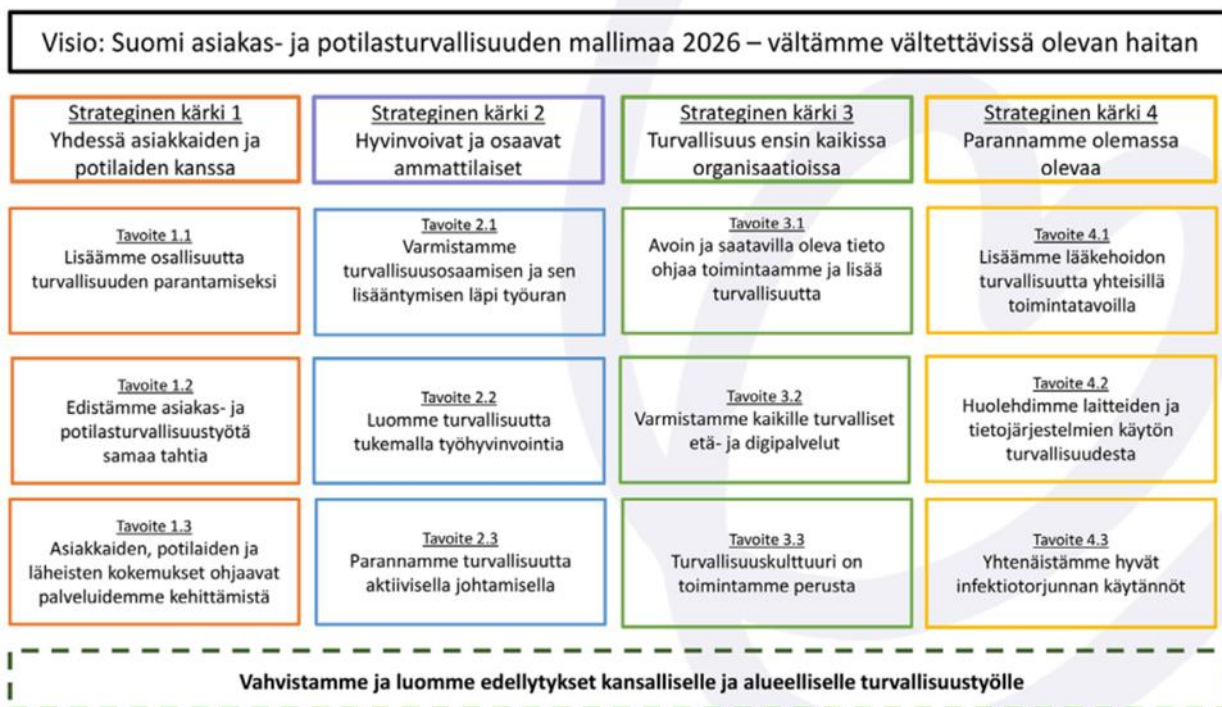 Visio: Suomi asiakas- ja potilasturvallisuuden mallimaa 2026 – vältämme vältettävissä olevan haitan
Strateginen kärki 1
Yhdessä asiakkaiden ja
potilaiden kanssa
Tavoite 1.1
Lisäämme osallisuutta
turvallisuuden parantamiseksi
Tavoite 1.2
Edistämme asiakas- ja
potilasturvallisuustyötä
samaa tahtia
Tavoite 1.3
Asiakkaiden, potilaiden ja
läheisten kokemukset ohjaavat
palveluidemme kehittämistä
Strateginen kärki 2
Hyvinvoivat ja osaavat
ammattilaiset
Tavoite 2.1
Varmistamme
turvallisuusosaamisen ja sen
lisääntymisen läpi työuran
Tavoite 2.2
Luomme turvallisuutta
tukemalla työhyvinvointia
Tavoite 2.3
Parannamme turvallisuutta
aktiivisella johtamisella
Strateginen kärki 3
Turvallisuus ensin kaikissa
organisaatioissa
Tavoite 3.1
Avoin ja saatavilla oleva tieto
ohjaa toimintaamme ja lisää
turvallisuutta
Tavoite 3.2
Varmistamme kaikille turvalliset
etä- ja digipalvelut
Tavoite 3.3
Turvallisuuskulttuuri on
toimintamme perusta
Strateginen kärki 4
Parannamme olemassa
olevaa
Tavoite 4.1
Lisäämme lääkehoidon
turvallisuutta yhteisillä
toimintatavoilla
Tavoite 4.2
Huolehdimme laitteiden ja
tietojärjestelmien käytön
turvallisuudesta
Tavoite 4.3
Yhtenäistämme hyvät
infektiotorjunnan käytännöt
Vahvistamme ja luomme edellytykset kansalliselle ja alueelliselle turvallisuustyölle